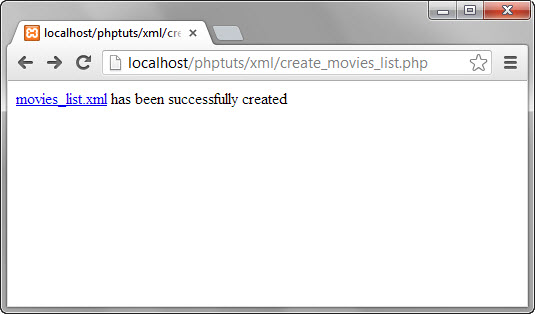 localhost/phptuts/xml/cre
localhost/phptuts/xml/create_movies_list.php
movies_list.xml has been successfully created